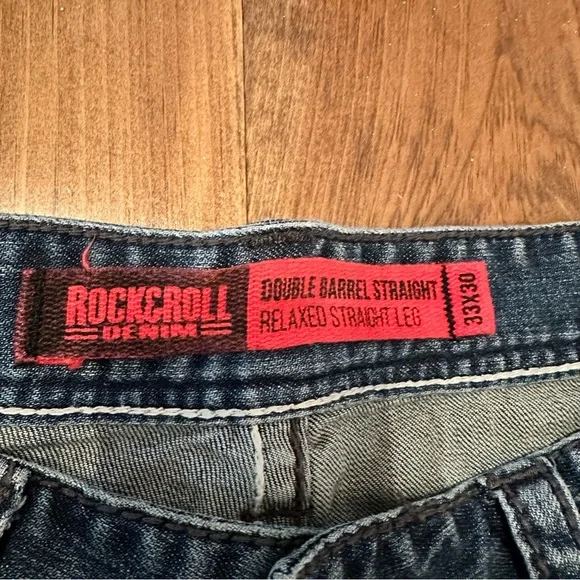 ROCK&ROLL
DENIM
DOUBLE BARREL STRAIGHT
RELAXED STRAIGHT LEG
33X30